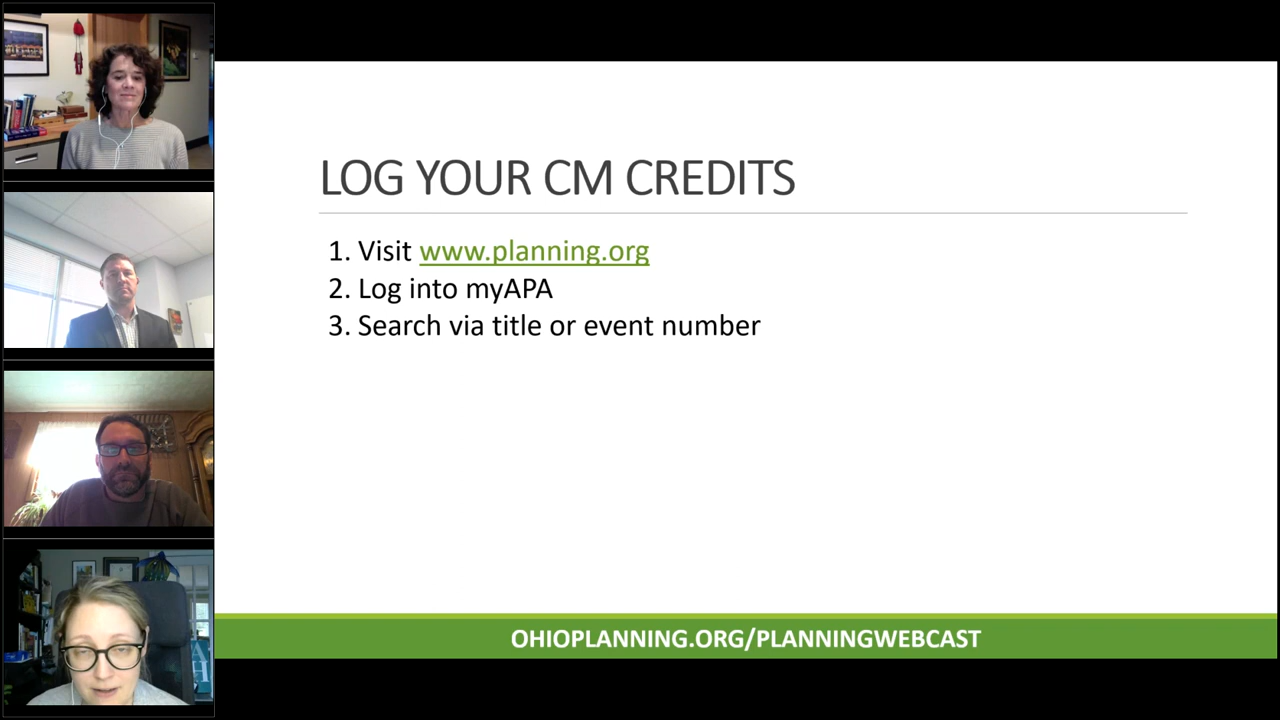 LOG YOUR CM CREDITS
1. Visit www.planning.org
2. Log into myAPA
3. Search via title or event number
OHIOPLANNING.ORG/PLANNINGWEBCAST